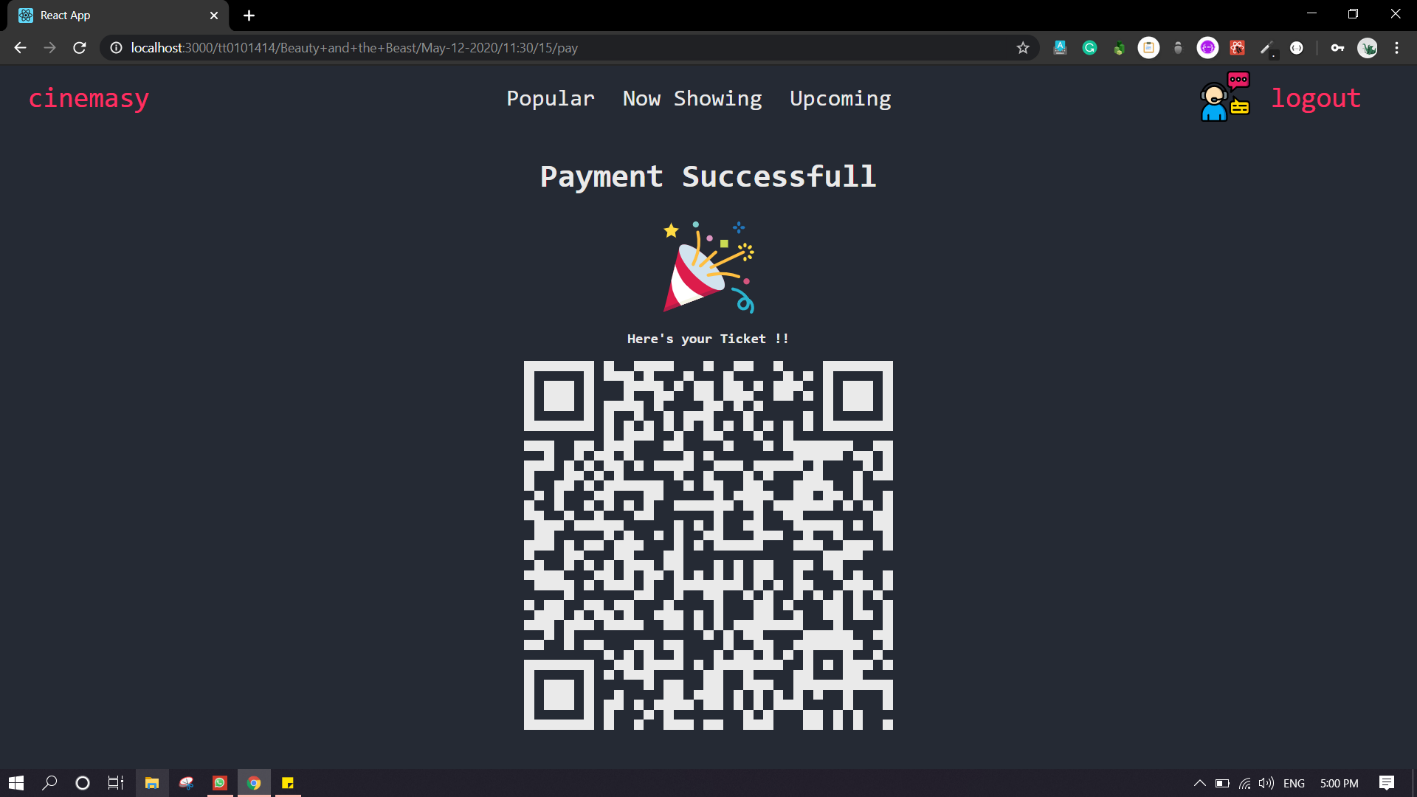 React App
localhost:3000/tt0101414/Beauty+and+the+Beast/May-12-2020/11:30/15/pay
cinemasy
Popular Now Showing Upcoming
logout
Payment Successfull
Here's your Ticket !!
ENG
5:00 PM